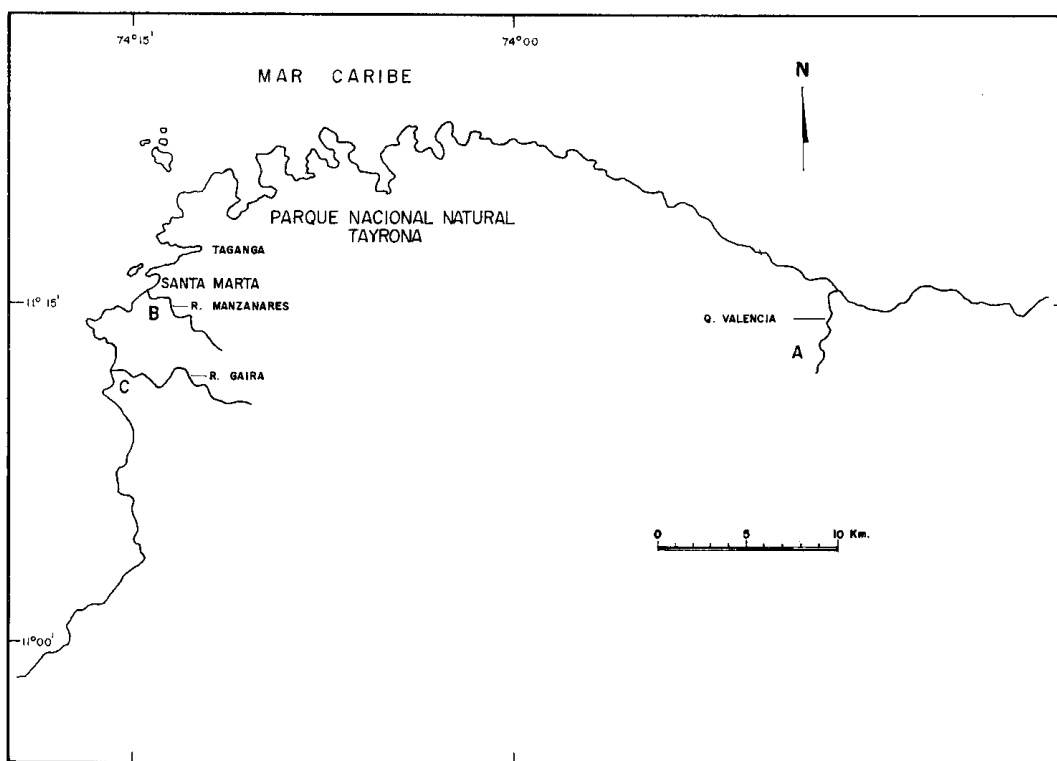 74°15'
74°00
MAR CARIBE
N
PARQUE NACIONAL NATURAL
TAYRONA
TAGANGA
SANTA MARTA
11° 15'
B
R. MANZANARES
Q. VALENCIA
A
C
R. GAIRA
0 5 10 Km.
11°00'